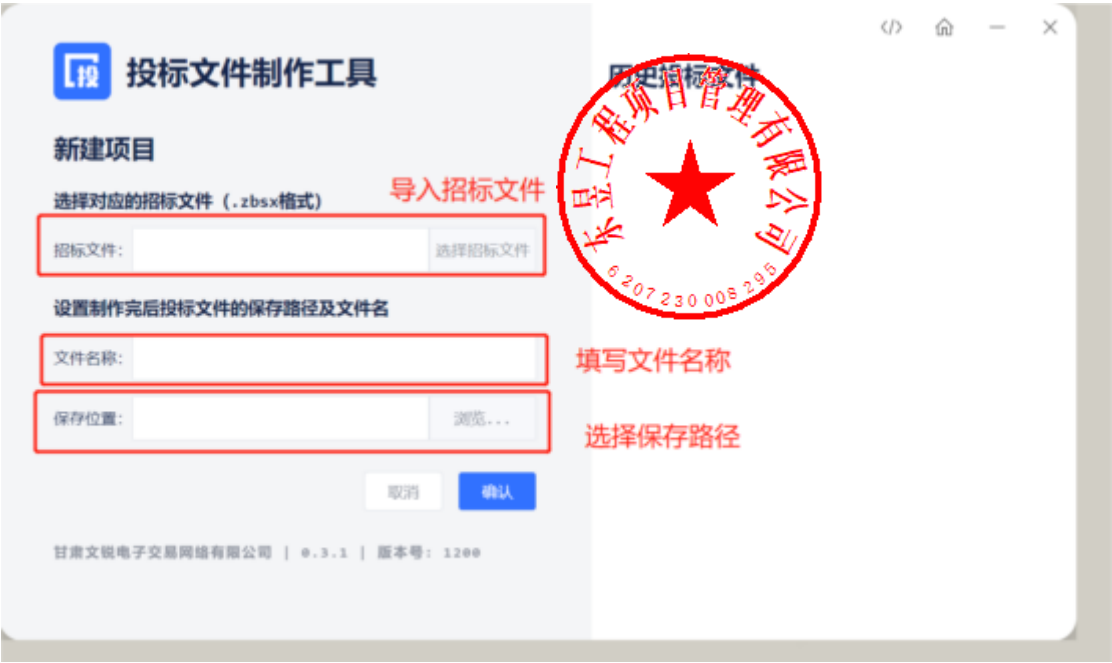 投标文件制作工具
新建项目
选择对应的招标文件（.zbsx格式）
导入招标文件
招标文件：
选择招标文件
设置制作完后投标文件的保存路径及文件名
文件名称：
填写文件名称
保存位置：
浏览...
选择保存路径
取消
确认
甘肃文锐电子交易网络有限公司 | 0.3.1 | 版本号: 1200
</>
历史投标文件
东昱工程项目管理有限公司
6207230008295